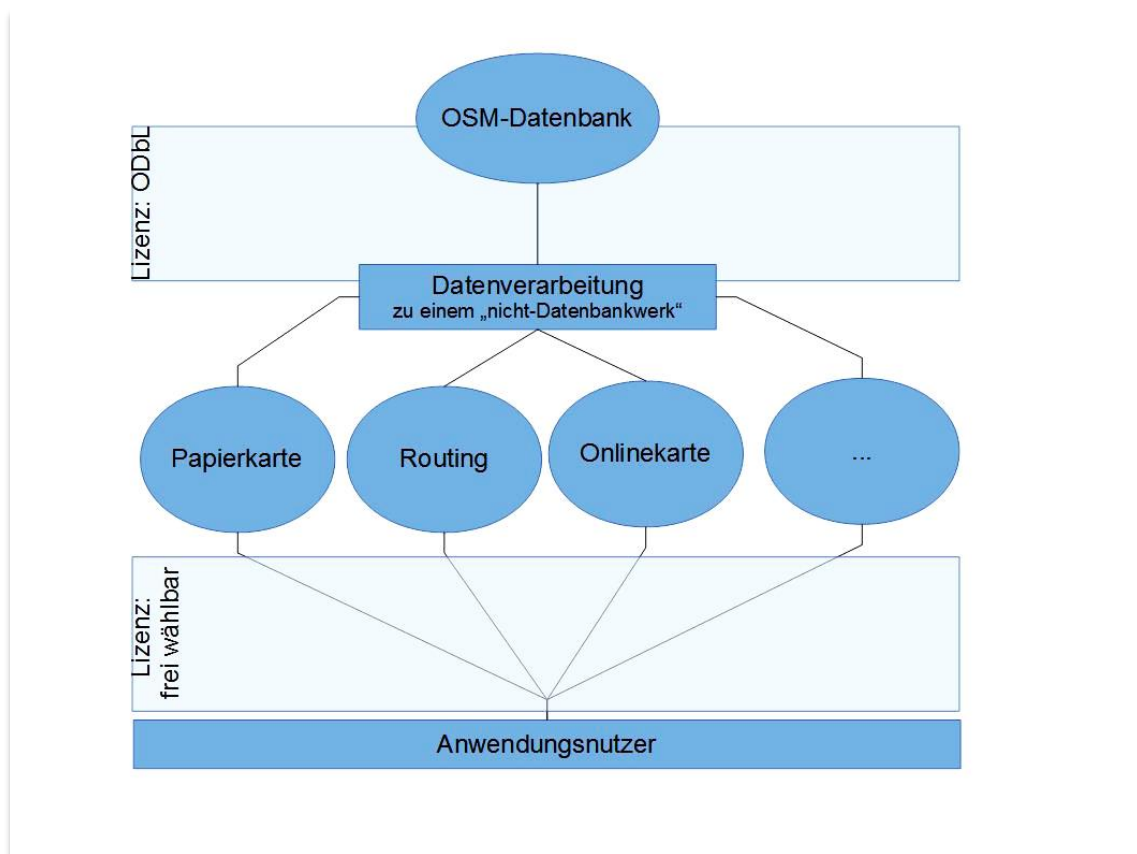 OSM-Datenbank
Lizenz: ODbL
Datenverarbeitung
zu einem „nicht-Datenbankwerk“
Papierkarte
Routing
Onlinekarte
...
Lizenz:
frei wählbar
Anwendungsnutzer